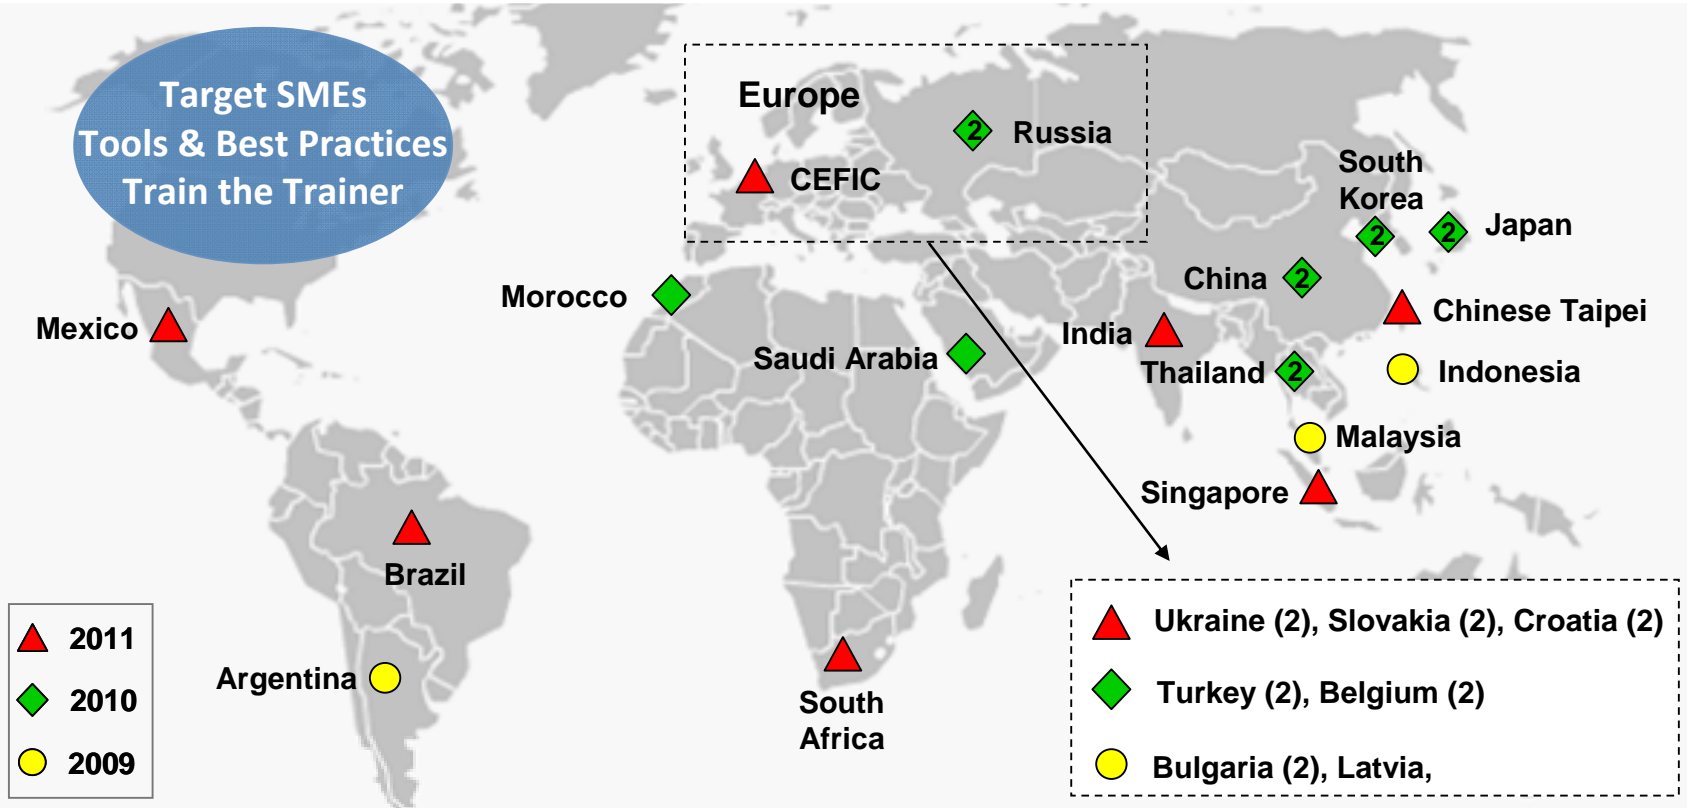 Target SMEs
Tools & Best Practices
Train the Trainer
Europe
2
Russia
CEFIC
South
Korea
2
2
Japan
China
2
Morocco
Mexico
Chinese Taipei
India
Saudi Arabia
Thailand
2
Indonesia
Malaysia
Singapore
Brazil
Argentina
South
Africa
2011
2010
2009
Ukraine (2), Slovakia (2), Croatia (2)
Turkey (2), Belgium (2)
Bulgaria (2), Latvia,